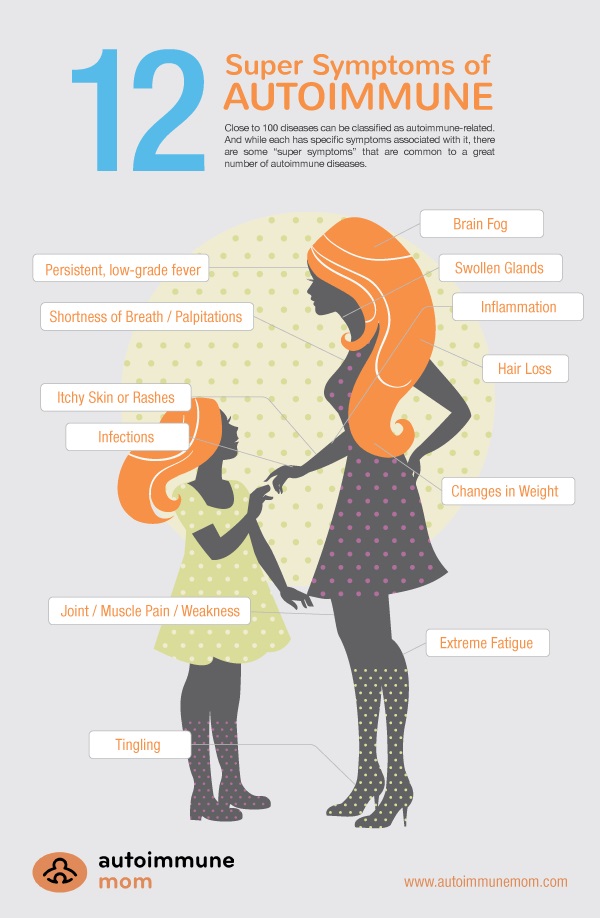 12
Super Symptoms of
AUTOIMMUNE
Close to 100 diseases can be classified as autoimmune-related.
And while each has specific symptoms associated with it, there
are some “super symptoms” that are common to a great
number of autoimmune diseases.
Brain Fog
Persistent, low-grade fever
Swollen Glands
Inflammation
Shortness of Breath / Palpitations
Hair Loss
Itchy Skin or Rashes
Infections
Changes in Weight
Joint / Muscle Pain / Weakness
Extreme Fatigue
Tingling
autoimmune
mom
www.autoimmunemom.com